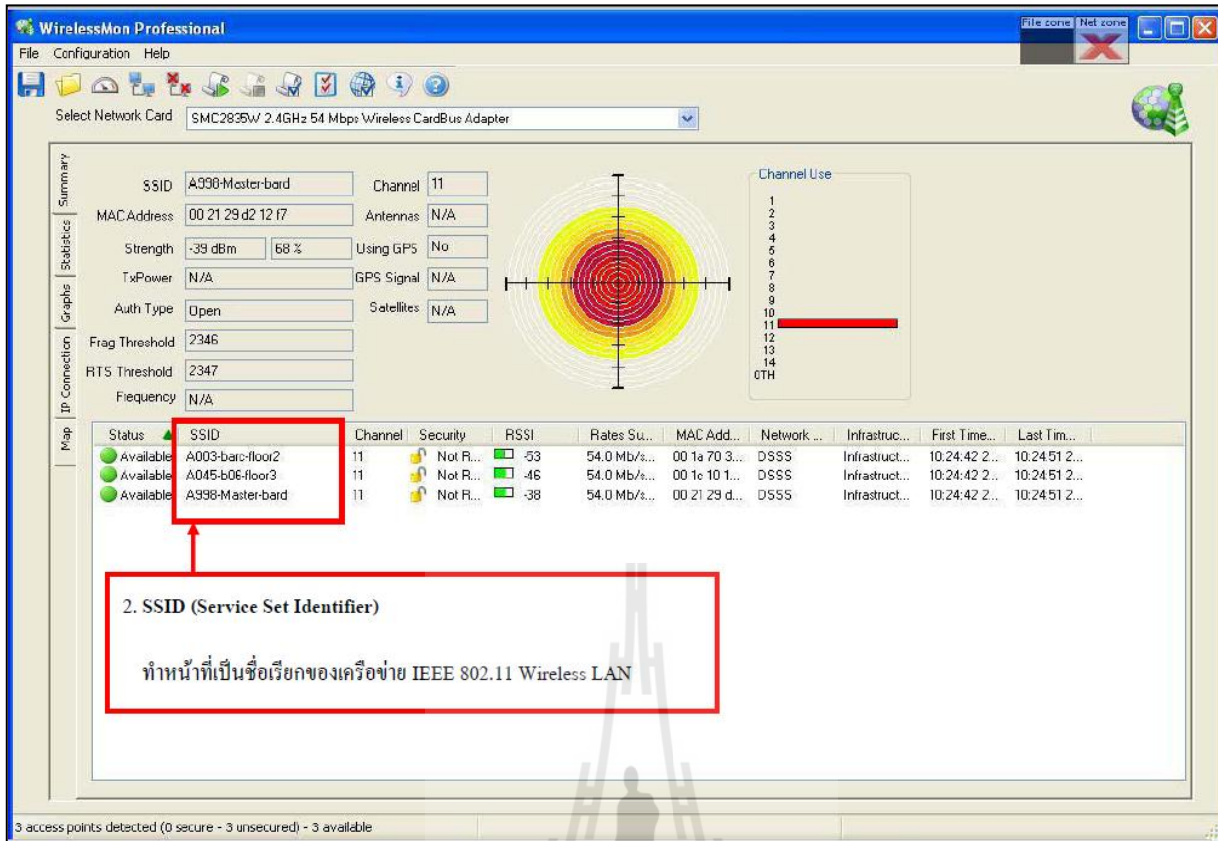 WirelessMon Professional
File zone Net zone
File Configuration Help
Select Network Card SMC2835W 2.4GHz 54 Mbps Wireless CardBus Adapter
Summary
Statistics
Graphs
IP Connection
Map
SSID A998-Master-bard Channel 11
MAC Address 00 21 29 d2 12 f7 Antennas N/A
Strength -39 dBm 68 % Using GPS No
TxPower N/A GPS Signal N/A
Auth Type Open Satellites N/A
Frag Threshold 2346
RTS Threshold 2347
Frequency N/A
Channel Use
1
2
3
4
5
6
7
8
9
10
11
12
13
14
OTH
Status SSID Channel Security RSSI Rates Su... MAC Add... Network ... Infrastruc... First Time... Last Tim...
Available A003-barc-floor2 11 Not R... -53 54.0 Mb/s... 00 1a 70 3... DSSS Infrastruct... 10:24:42 2... 10:24:51 2...
Available A045-b06-floor3 11 Not R... -46 54.0 Mb/s... 00 1c 10 1... DSSS Infrastruct... 10:24:42 2... 10:24:51 2...
Available A998-Master-bard 11 Not R... -38 54.0 Mb/s... 00 21 29 d... DSSS Infrastruct... 10:24:42 2... 10:24:51 2...
2. SSID (Service Set Identifier)
ทำหน้าที่เป็นชื่อเรียกของเครือข่าย IEEE 802.11 Wireless LAN
3 access points detected (0 secure - 3 unsecured) - 3 available